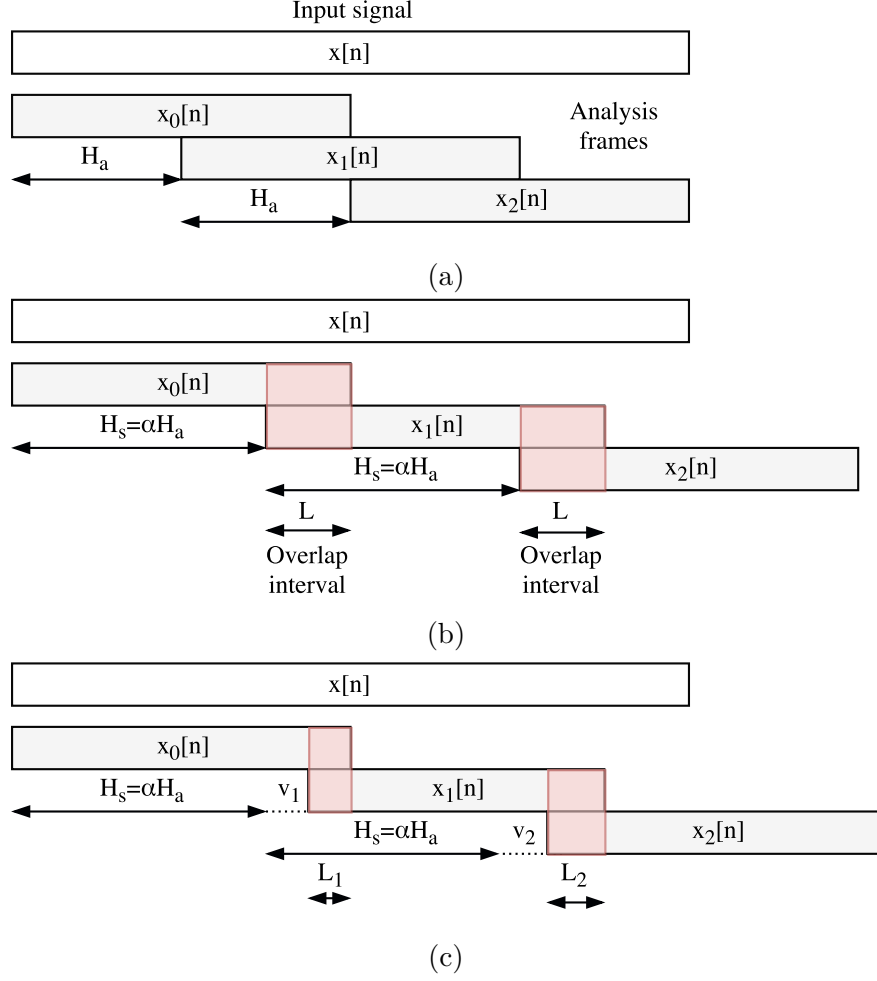 Input signal
x[n]
x0[n]
Analysis
frames
Ha
x1[n]
Ha
x2[n]
(a)
x[n]
x0[n]
Hs=αHa
x1[n]
Hs=αHa
x2[n]
L
L
Overlap
interval
Overlap
interval
(b)
x[n]
x0[n]
Hs=αHa
v1
x1[n]
Hs=αHa
v2
x2[n]
L1
L2
(c)